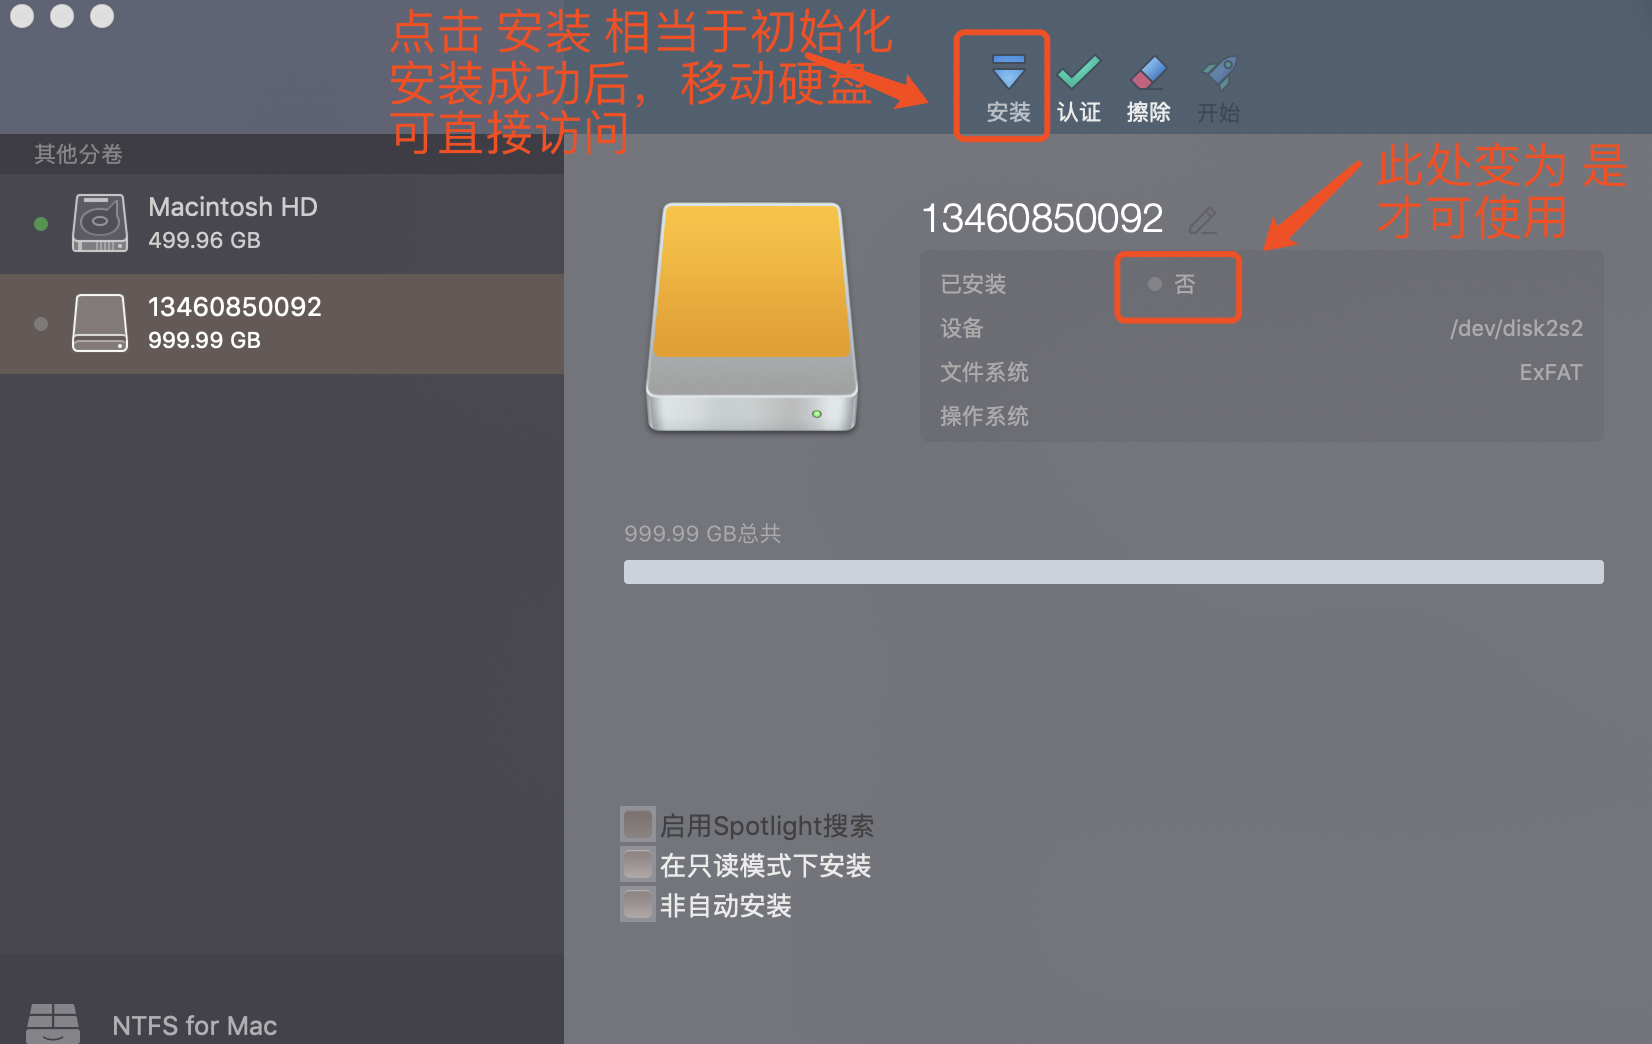 点击 安装 相当于初始化
安装成功后，移动硬盘
可直接访问
安装
认证
擦除
开始
其他分卷
Macintosh HD
499.96 GB
13460850092
999.99 GB
此处变为 是
才可使用
13460850092
已安装 否
设备 /dev/disk2s2
文件系统 ExFAT
操作系统
999.99 GB总共
启用Spotlight搜索
在只读模式下安装
非自动安装
NTFS for Mac